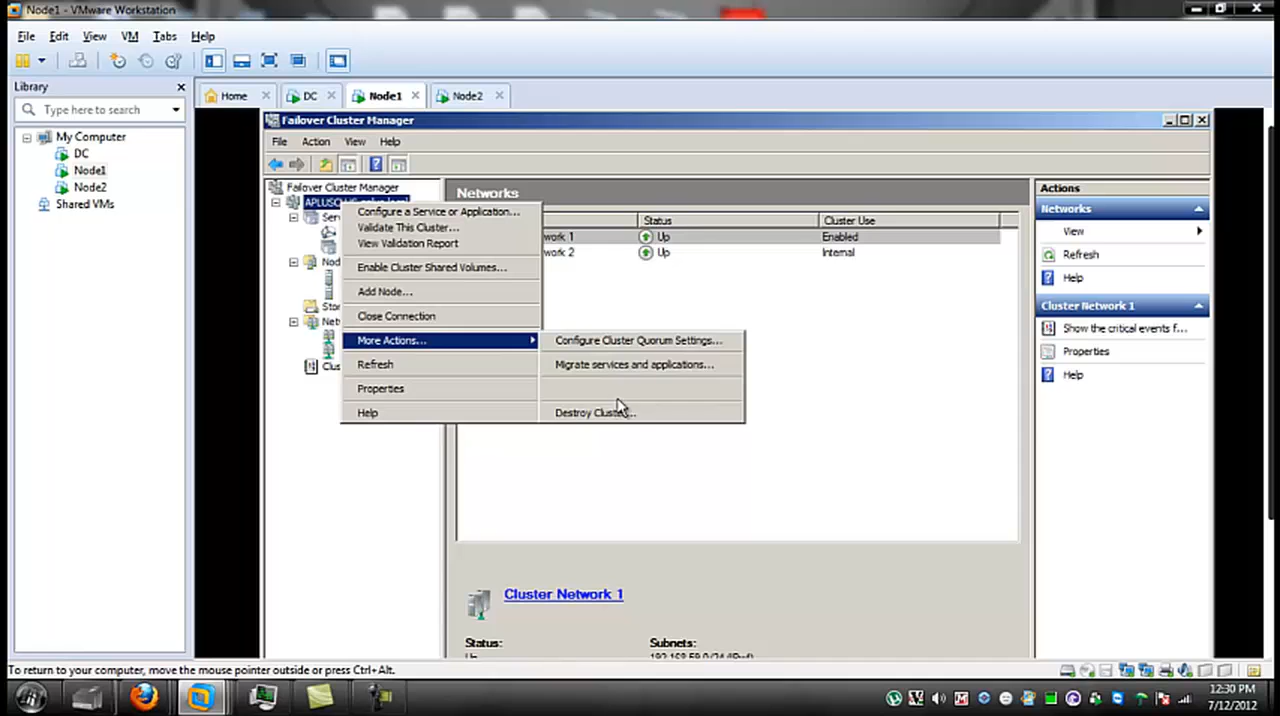 Node1 - VMware Workstation
File Edit View VM Tabs Help
Library
Type here to search
My Computer
DC
Node1
Node2
Shared VMs
Home DC Node1 Node2
Failover Cluster Manager
File Action View Help
Failover Cluster Manager
Configure a Service or Application...
Validate This Cluster...
View Validation Report
Enable Cluster Shared Volumes...
Add Node...
Close Connection
More Actions...
Refresh
Properties
Help
Configure Cluster Quorum Settings...
Migrate services and applications...
Destroy Cluster...
Networks
Status Cluster Use
work 1 Up Enabled
work 2 Up Internal
Cluster Network 1
Status: Subnets:
Actions
Networks
View
Refresh
Help
Cluster Network 1
Show the critical events f...
Properties
Help
To return to your computer, move the mouse pointer outside or press Ctrl+Alt.
12:30 PM
7/12/2012